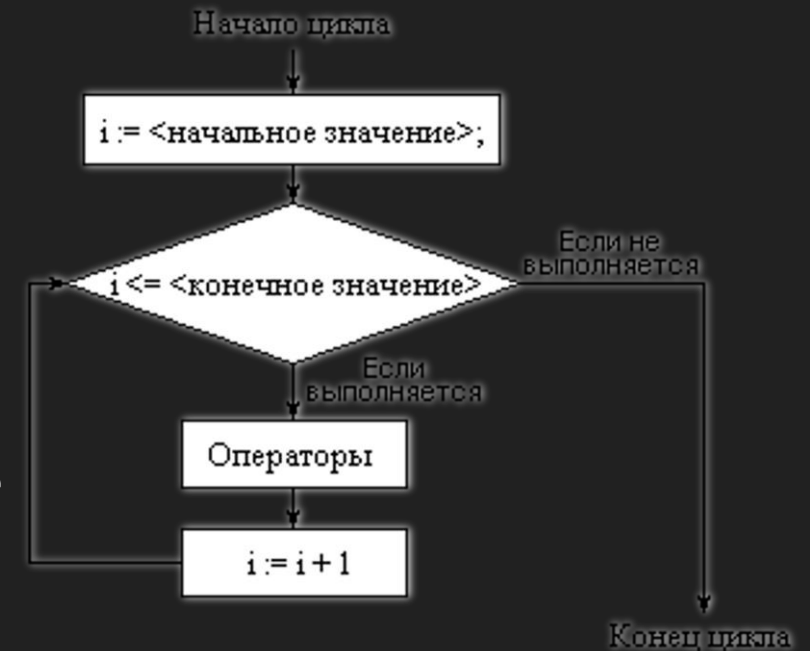 Начало цикла
i := <начальное значение>;
Если не
выполняется
i <= <конечное значение>
Если
выполняется
Операторы
i := i + 1
Конец цикла